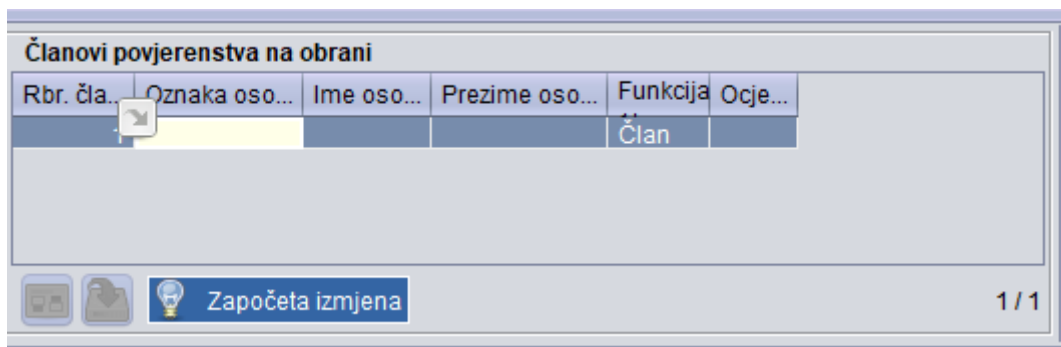 Članovi povjerenstva na obrani
Rbr. čla... Oznaka oso... Ime oso... Prezime oso... Funkcija Ocje...
1 Član
Započeta izmjena 1 / 1